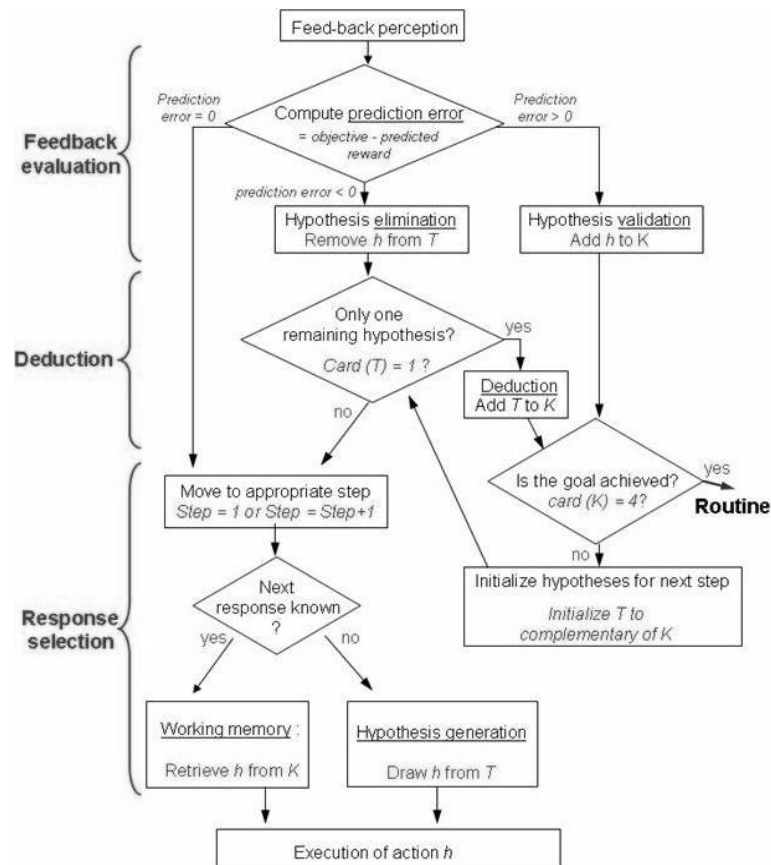 Feed-back perception
Prediction
error = 0
Compute prediction error
= objective - predicted
reward
Prediction
error > 0
Feedback
evaluation
prediction error < 0
Hypothesis elimination
Remove h from T
Hypothesis validation
Add h to K
Only one
remaining hypothesis?
Card (T) = 1 ?
yes
Deduction
Deduction
Add T to K
no
Is the goal achieved?
card (K) = 4?
yes
Routine
Move to appropriate step
Step = 1 or Step = Step+1
no
Initialize hypotheses for next step
Initialize T to
complementary of K
Next
response known
?
Response
selection
yes
no
Working memory :
Retrieve h from K
Hypothesis generation
Draw h from T
Execution of action h